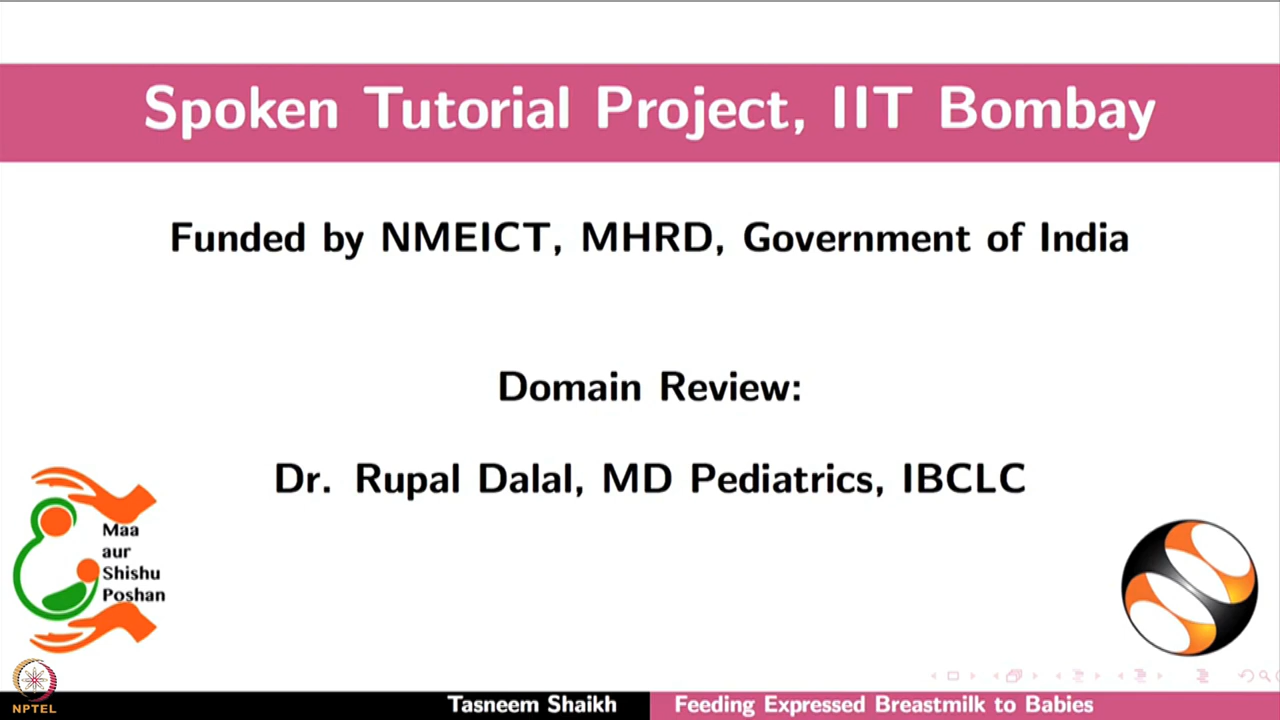 Spoken Tutorial Project, IIT Bombay
Funded by NMEICT, MHRD, Government of India
Domain Review:
Dr. Rupal Dalal, MD Pediatrics, IBCLC
Maa
aur
Shishu
Poshan
NPTEL
Tasneem Shaikh
Feeding Expressed Breastmilk to Babies